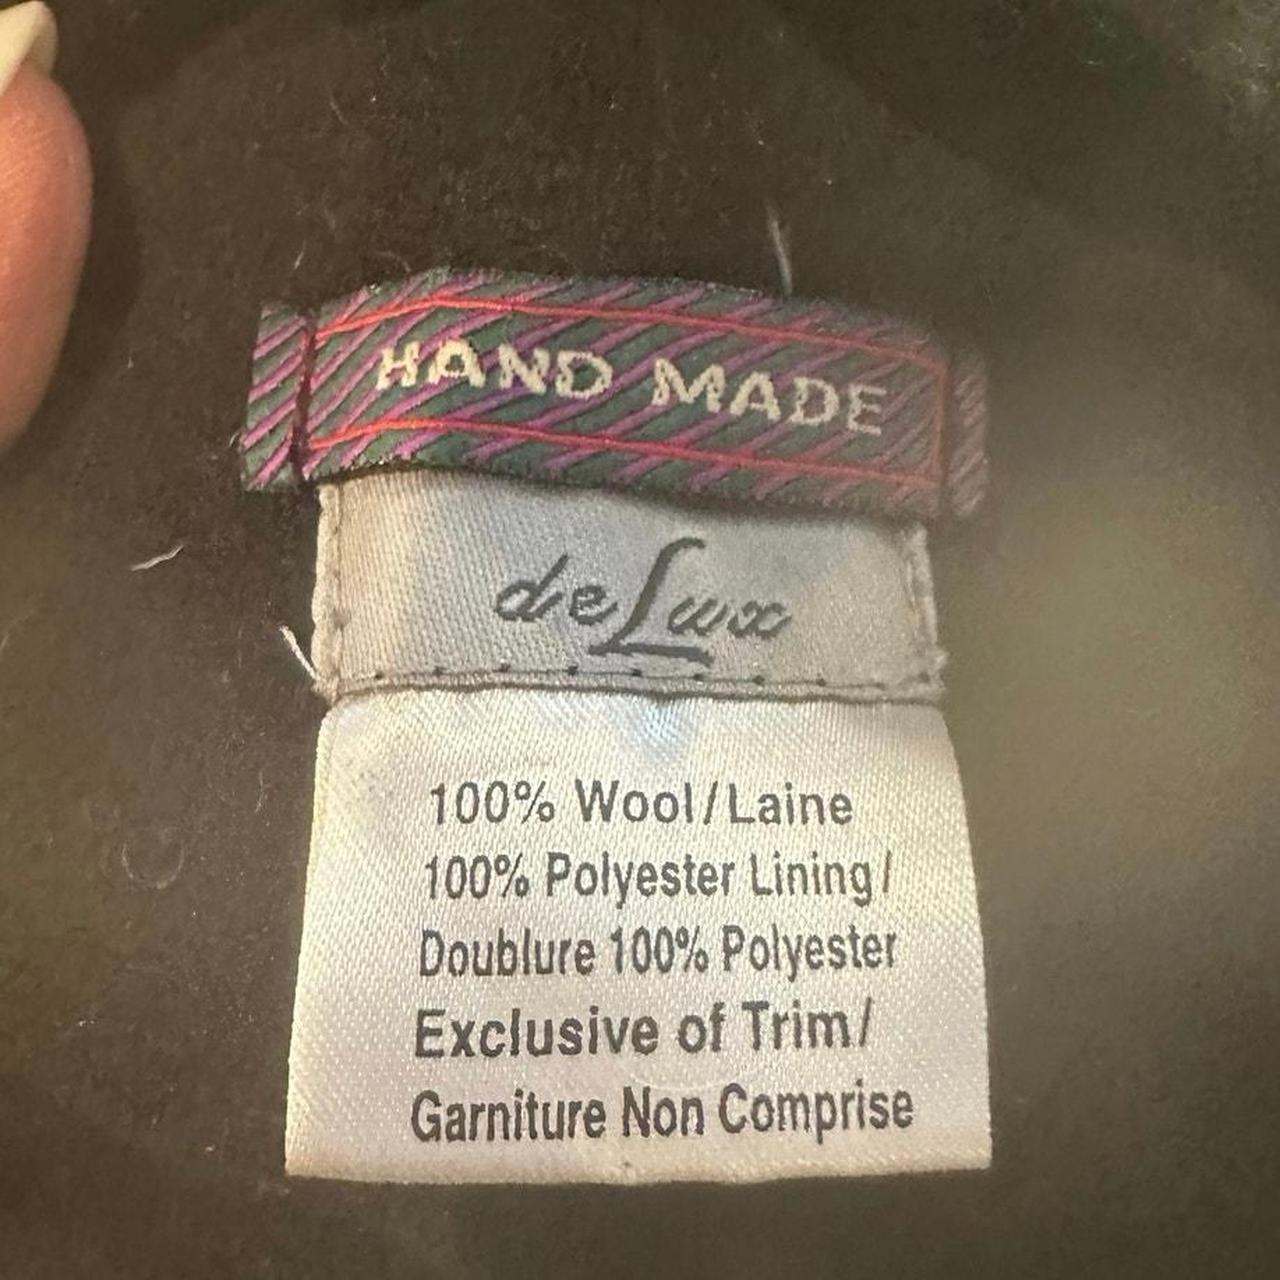 HAND MADE
deLux
100% Wool/Laine
100% Polyester Lining/
Doublure 100% Polyester
Exclusive of Trim/
Garniture Non Comprise